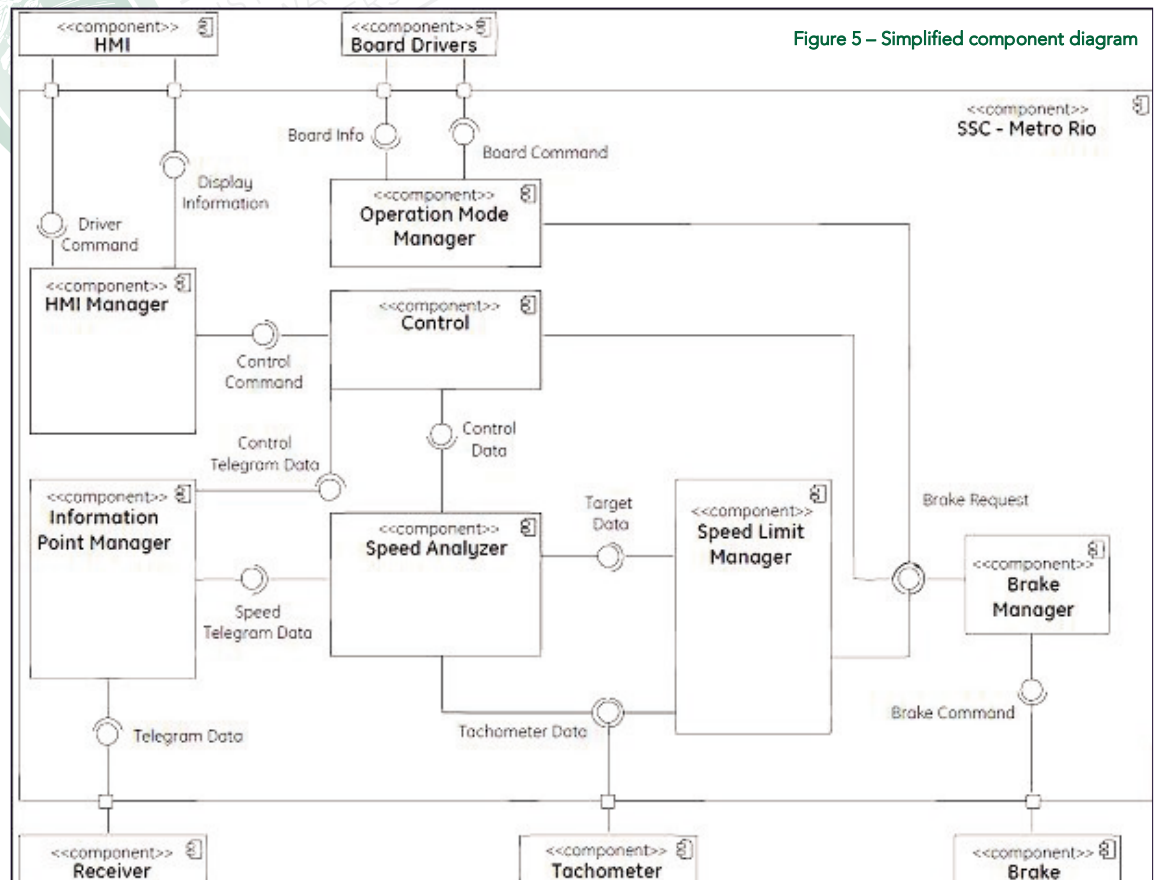 <<component>>
HMI
<<component>>
Board Drivers
Figure 5 – Simplified component diagram
<<component>>
SSC - Metro Rio
Board Info
Board Command
Display
Information
Driver
Command
<<component>>
Operation Mode
Manager
<<component>>
HMI Manager
<<component>>
Control
Control
Command
Control
Data
Control
Telegram Data
<<component>>
Information
Point Manager
<<component>>
Speed Analyzer
Target
Data
<<component>>
Speed Limit
Manager
Brake Request
<<component>>
Brake
Manager
Speed
Telegram Data
Brake Command
Telegram Data
Tachometer Data
<<component>>
Receiver
<<component>>
Tachometer
<<component>>
Brake